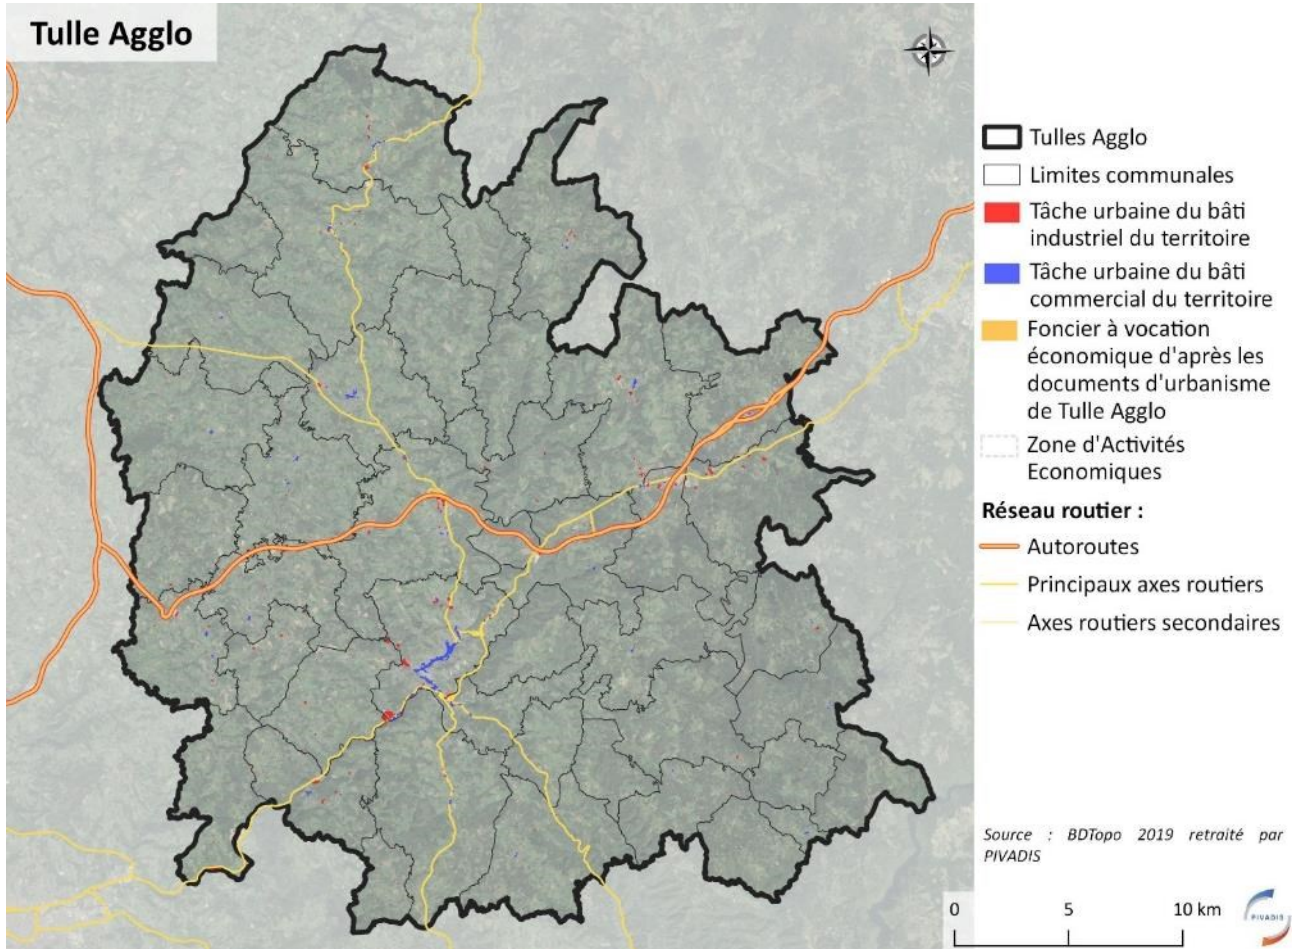 Tulle Agglo
Tulles Agglo
Limites communales
Tâche urbaine du bâti
industriel du territoire
Tâche urbaine du bâti
commercial du territoire
Foncier à vocation
économique d'après les
documents d'urbanisme
de Tulle Agglo
Zone d'Activités
Economiques
Réseau routier :
Autoroutes
Principaux axes routiers
Axes routiers secondaires
Source : BDTopo 2019 retraité par
PIVADIS
0 5 10 km
PIVADIS